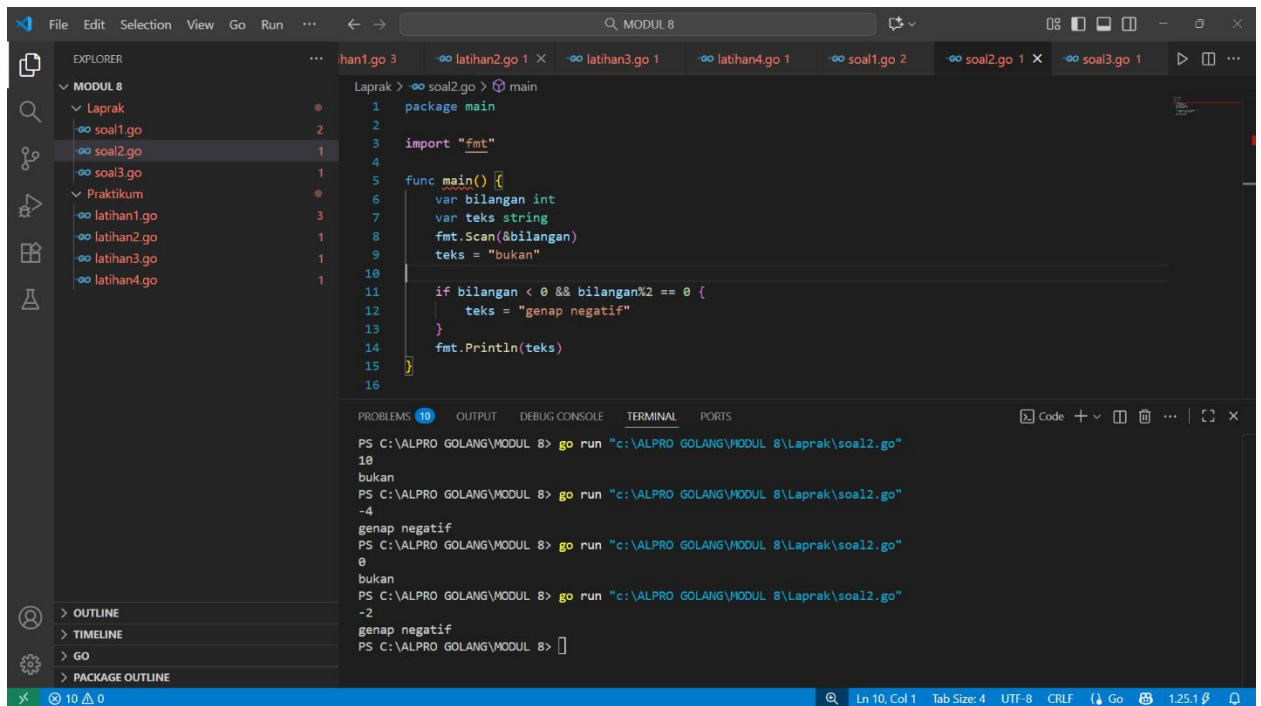 File Edit Selection View Go Run ··· MODUL 8
EXPLORER ···
MODUL 8
Laprak
soal1.go 2
soal2.go 1
soal3.go 1
Praktikum
latihan1.go 3
latihan2.go 1
latihan3.go 1
latihan4.go 1
OUTLINE
TIMELINE
GO
PACKAGE OUTLINE
ihan1.go 3 latihan2.go 1 latihan3.go 1 latihan4.go 1 soal1.go 2 soal2.go 1 soal3.go 1 ···
Laprak > soal2.go > main
1 package main
2
3 import "fmt"
4
5 func main() {
6 var bilangan int
7 var teks string
8 fmt.Scan(&bilangan)
9 teks = "bukan"
10
11 if bilangan < 0 && bilangan%2 == 0 {
12 teks = "genap negatif"
13 }
14 fmt.Println(teks)
15 }
16
PROBLEMS 10 OUTPUT DEBUG CONSOLE TERMINAL PORTS Code
PS C:\ALPRO GOLANG\MODUL 8> go run "c:\ALPRO GOLANG\MODUL 8\Laprak\soal2.go"
10
bukan
PS C:\ALPRO GOLANG\MODUL 8> go run "c:\ALPRO GOLANG\MODUL 8\Laprak\soal2.go"
-4
genap negatif
PS C:\ALPRO GOLANG\MODUL 8> go run "c:\ALPRO GOLANG\MODUL 8\Laprak\soal2.go"
0
bukan
PS C:\ALPRO GOLANG\MODUL 8> go run "c:\ALPRO GOLANG\MODUL 8\Laprak\soal2.go"
-2
genap negatif
PS C:\ALPRO GOLANG\MODUL 8>
10 0 Ln 10, Col 1 Tab Size: 4 UTF-8 CRLF Go 1.25.1